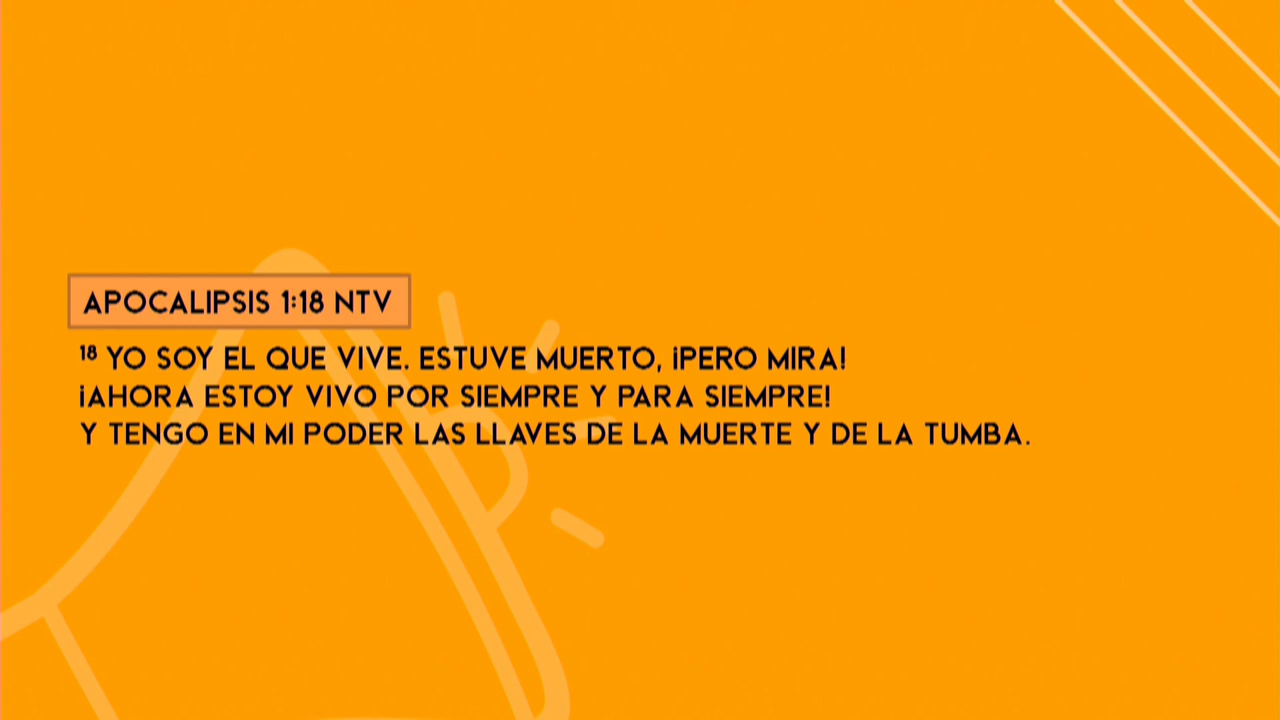 APOCALIPSIS 1:18 NTV
18 YO SOY EL QUE VIVE. ESTUVE MUERTO, ¡PERO MIRA!
¡AHORA ESTOY VIVO POR SIEMPRE Y PARA SIEMPRE!
Y TENGO EN MI PODER LAS LLAVES DE LA MUERTE Y DE LA TUMBA.